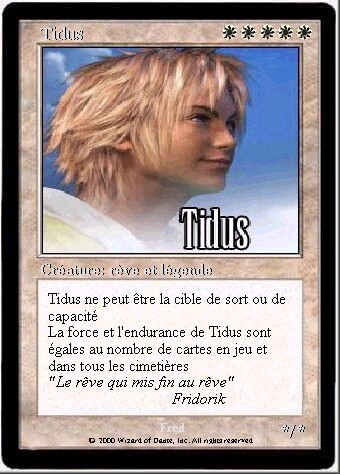 Tidus
Tidus
Créature: rêve et légende
Tidus ne peut être la cible de sort ou de
capacité
La force et l'endurance de Tidus sont
égales au nombre de cartes en jeu et
dans tous les cimetières
"Le rêve qui mis fin au rêve"
Fridorik
Fred
*/*
© 2000 Wizard of Dante, Inc. All rights reserved